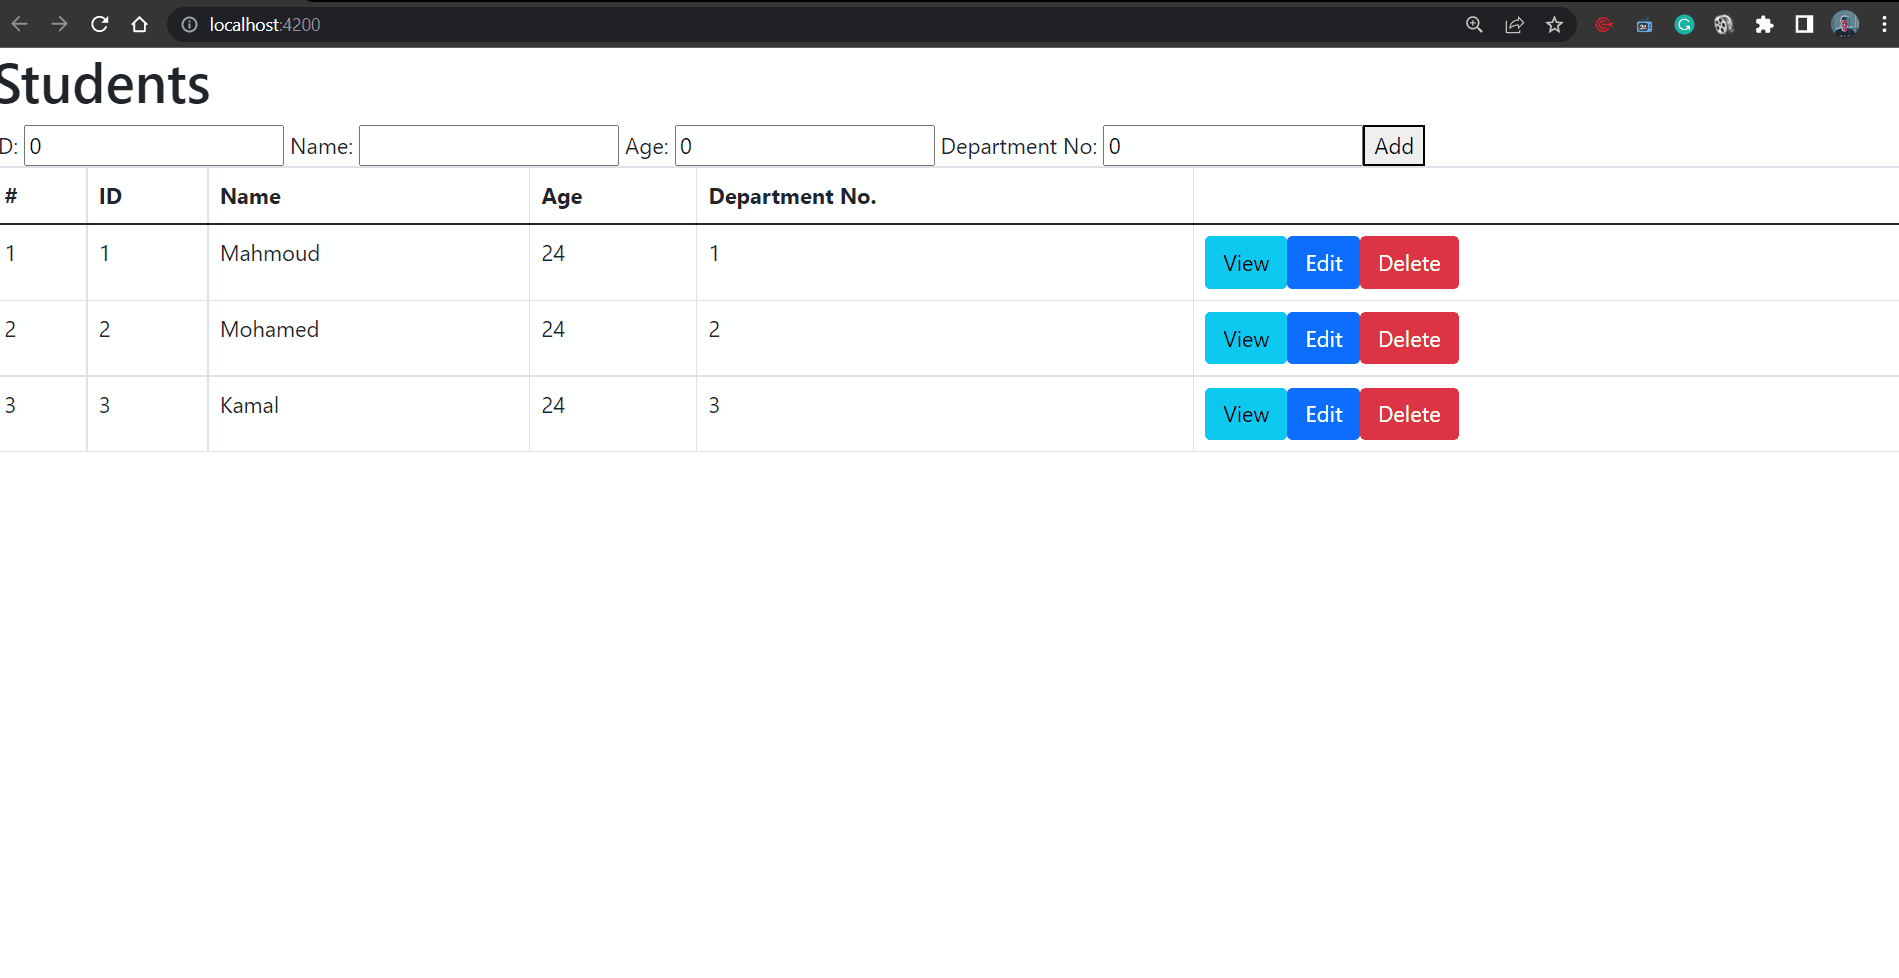 localhost:4200
Students
D: 0 Name: Age: 0 Department No: 0 Add
# ID Name Age Department No.
1 1 Mahmoud 24 1 View Edit Delete
2 2 Mohamed 24 2 View Edit Delete
3 3 Kamal 24 3 View Edit Delete